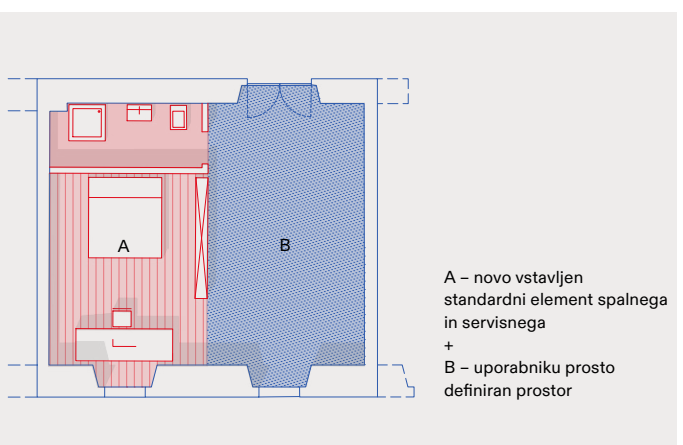 A
B
A – novo vstavljen
standardni element spalnega
in servisnega
+
B – uporabniku prosto
definiran prostor